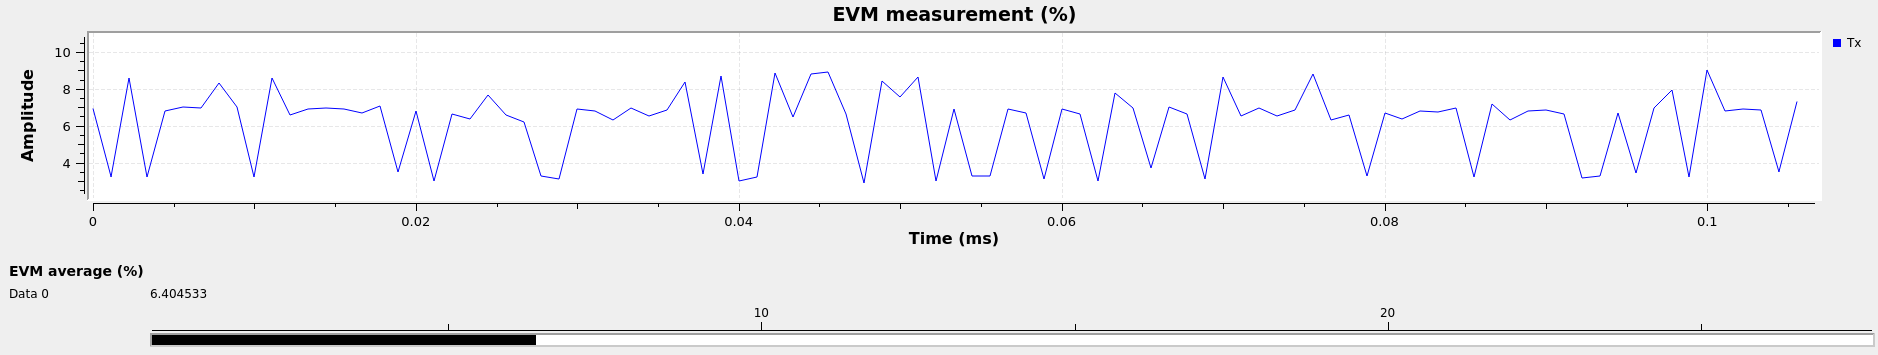 EVM measurement (%)
Tx
Amplitude
10
8
6
4
0 0.02 0.04 0.06 0.08 0.1
Time (ms)
EVM average (%)
Data 0 6.404533
10 20